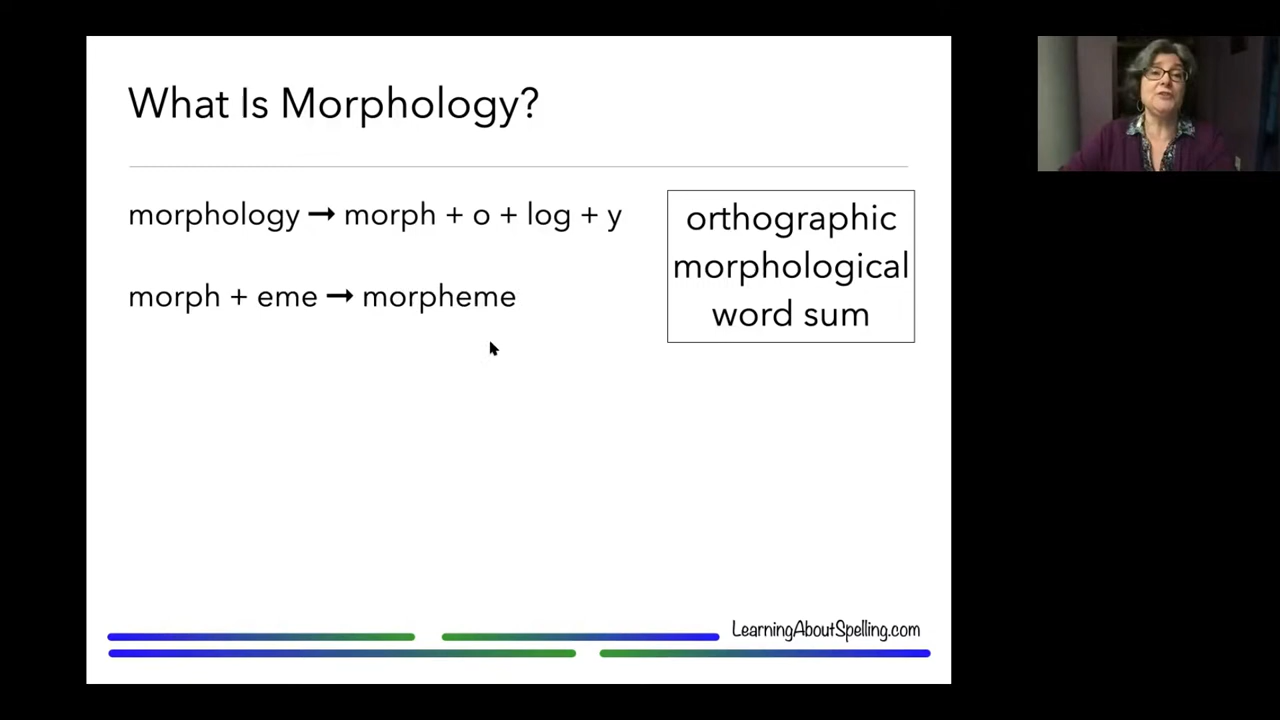 What Is Morphology?
morphology → morph + o + log + y
morph + eme → morpheme
orthographic
morphological
word sum
LearningAboutSpelling.com